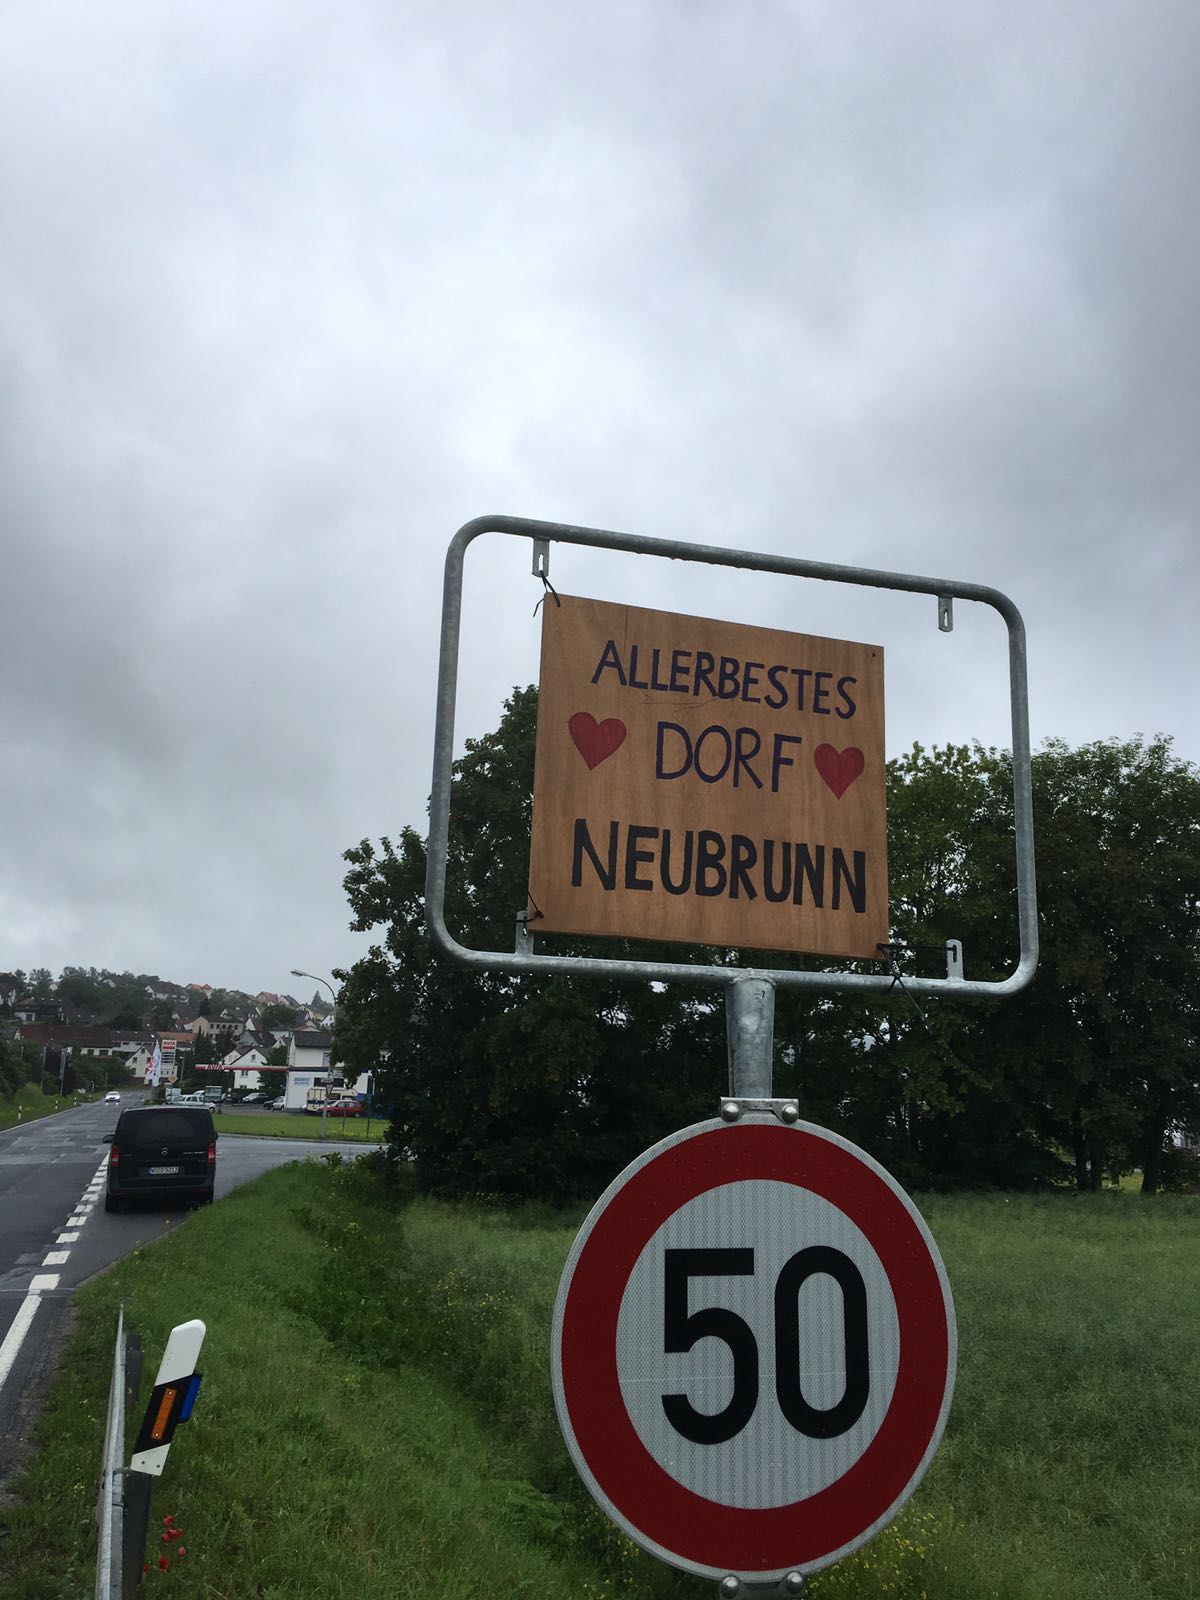 ALLERBESTES
DORF
NEUBRUNN
50